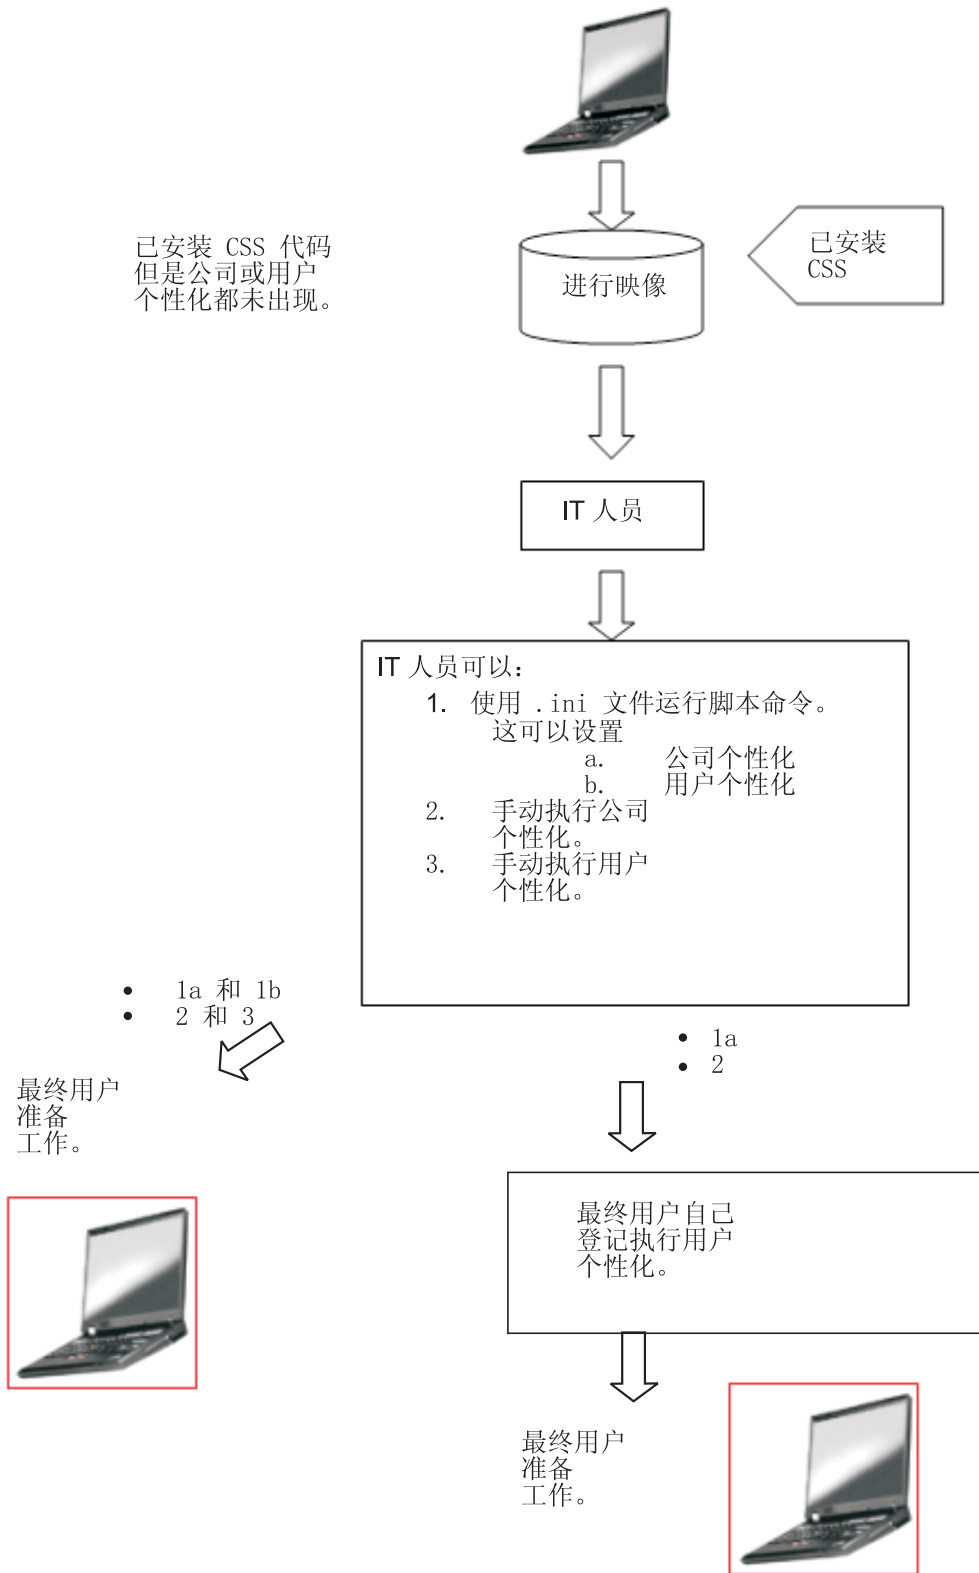 已安装 CSS 代码
但是公司或用户
个性化都未出现。
进行映像
已安装
CSS
IT 人员
IT 人员可以:
1. 使用 .ini 文件运行脚本命令。
这可以设置
a. 公司个性化
b. 用户个性化
2. 手动执行公司
个性化。
3. 手动执行用户
个性化。
• 1a 和 1b
• 2 和 3
最终用户
准备
工作。
• 1a
• 2
最终用户自己
登记执行用户
个性化。
最终用户
准备
工作。